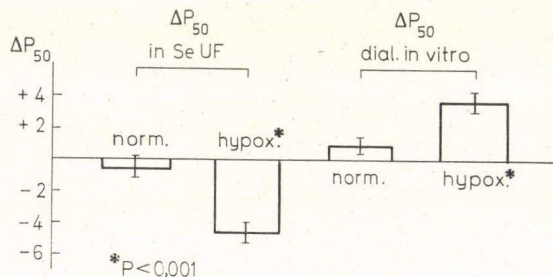 ΔP50
in Se UF
ΔP50
dial. in vitro
ΔP50
+ 4
+ 2
− 2
− 4
− 6
norm.
hypox.*
norm.
hypox.*
*P < 0,001